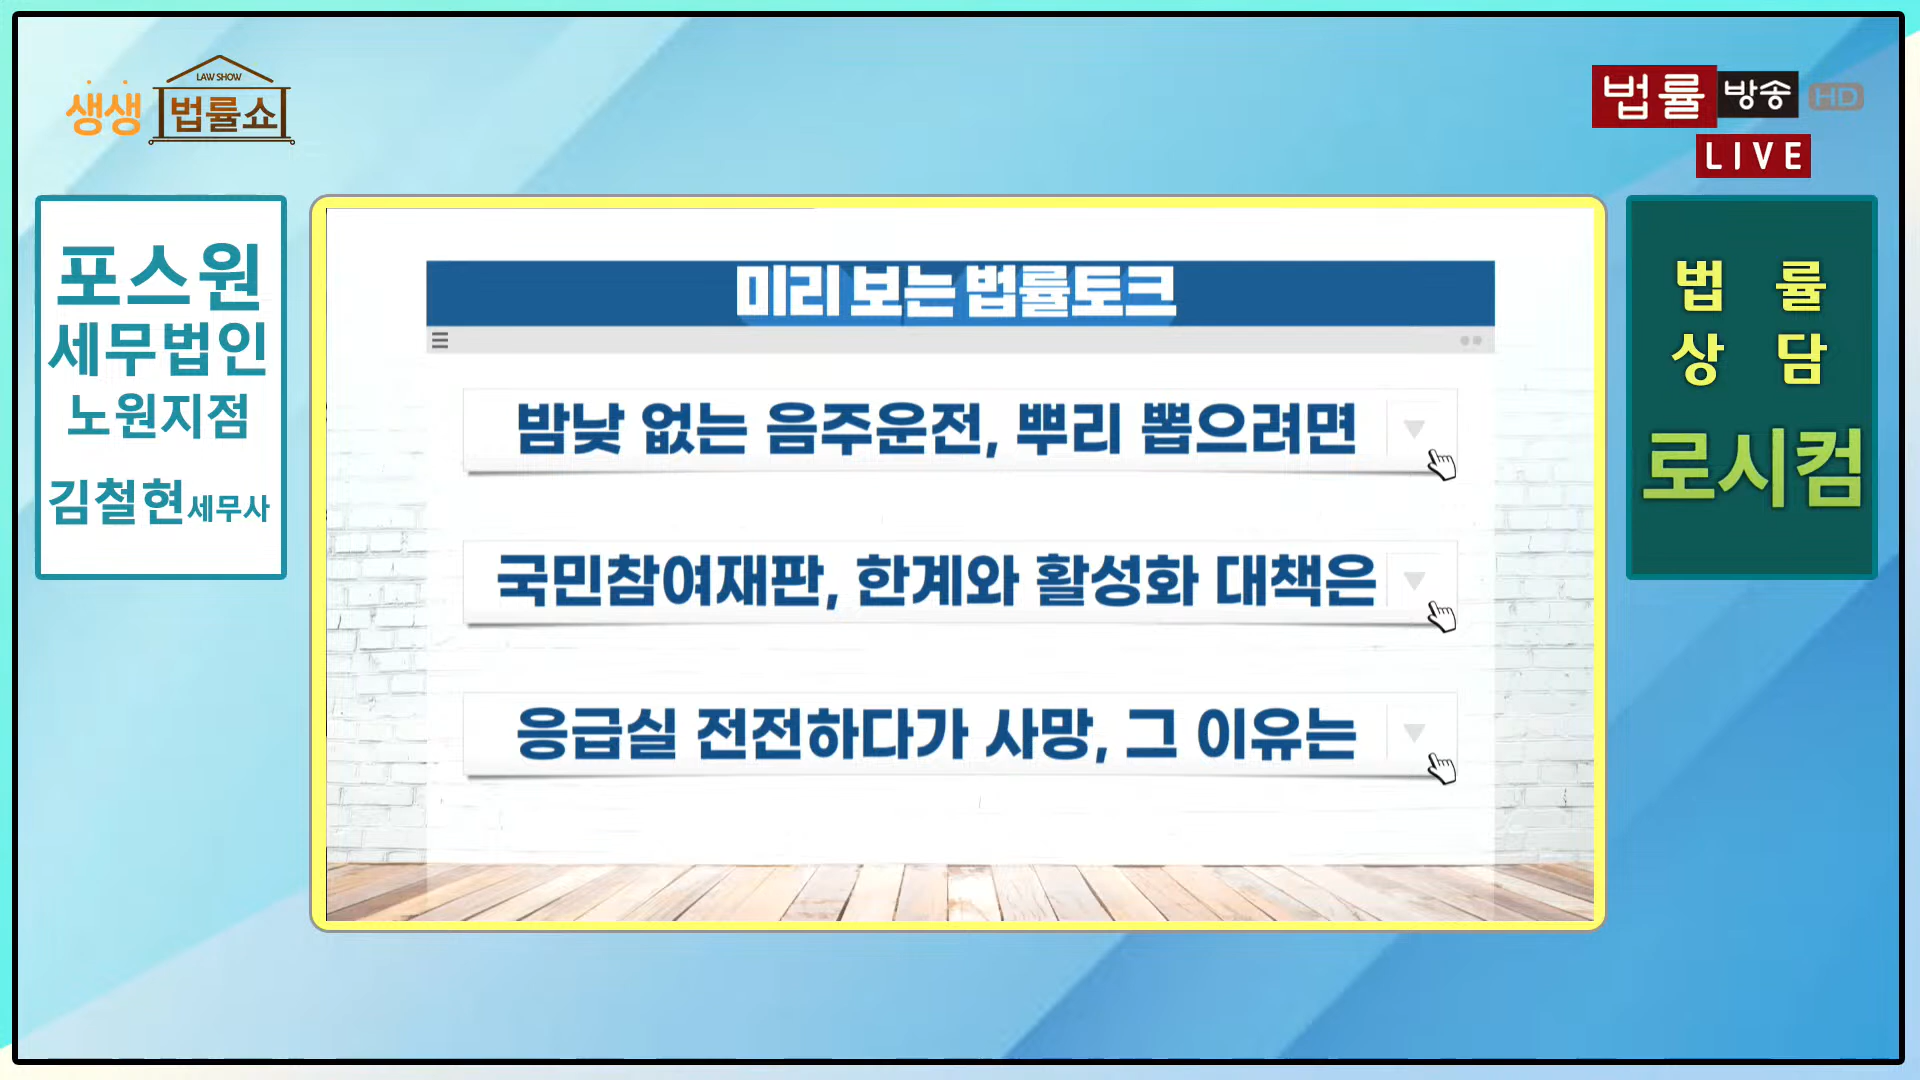 LAW SHOW
생생 법률쇼
법률방송 HD
LIVE
포스원
세무법인
노원지점
김철현세무사
미리 보는 법률토크
밤낮 없는 음주운전, 뿌리 뽑으려면
국민참여재판, 한계와 활성화 대책은
응급실 전전하다가 사망, 그 이유는
법 률
상 담
로시컴